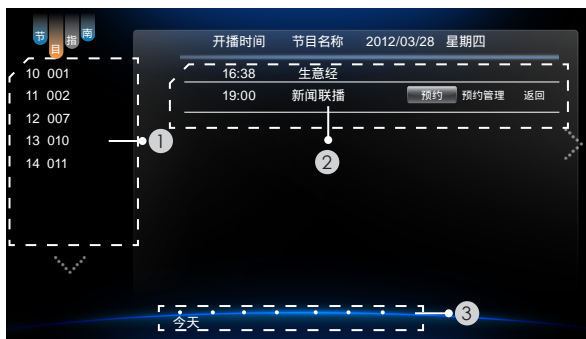 节目指南
开播时间 节目名称 2012/03/28 星期四
16:38 生意经
19:00 新闻联播 预约 预约管理 返回
10 001
11 002
12 007
13 010
14 011
1
2
3
今天